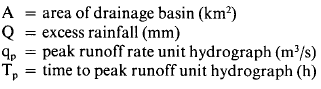 A = area of drainage basin (km²)
Q = excess rainfall (mm)
qₚ = peak runoff rate unit hydrograph (m³/s)
Tₚ = time to peak runoff unit hydrograph (h)